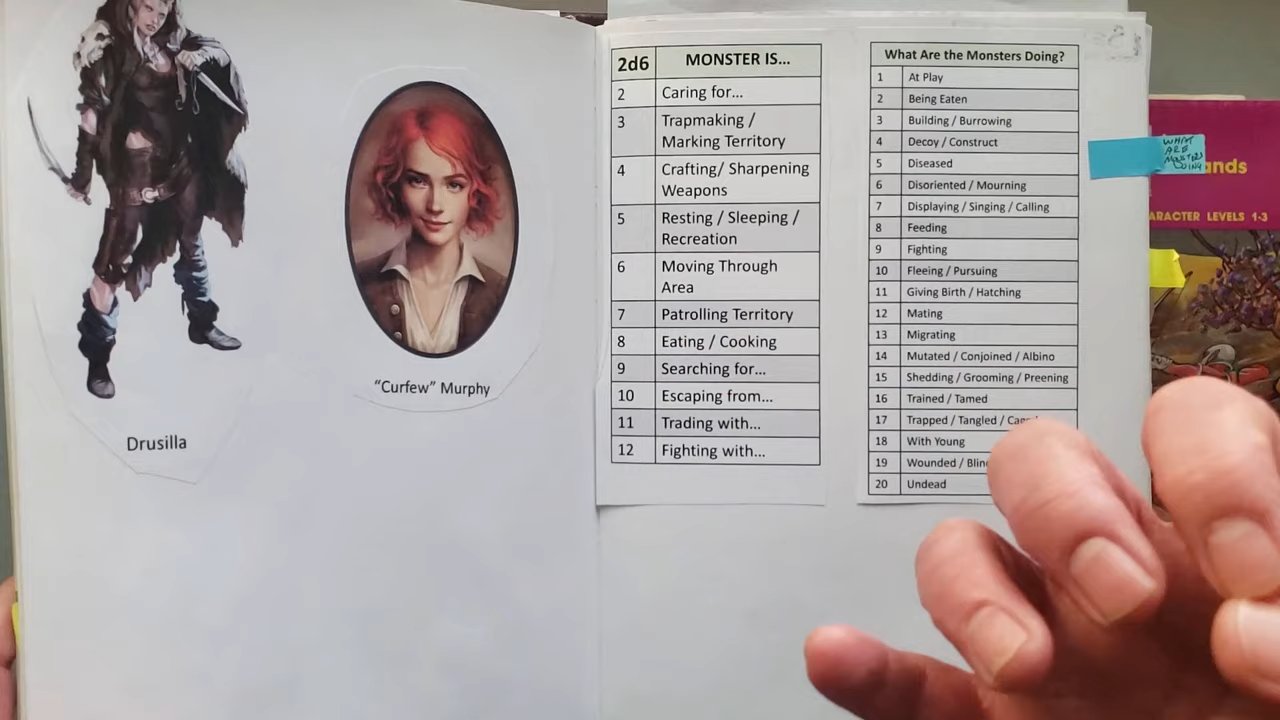 Drusilla
“Curfew” Murphy
2d6 MONSTER IS...
2 Caring for...
3 Trapmaking /
Marking Territory
4 Crafting/ Sharpening
Weapons
5 Resting / Sleeping /
Recreation
6 Moving Through
Area
7 Patrolling Territory
8 Eating / Cooking
9 Searching for...
10 Escaping from...
11 Trading with...
12 Fighting with...
What Are the Monsters Doing?
1 At Play
2 Being Eaten
3 Building / Burrowing
4 Decoy / Construct
5 Diseased
6 Disoriented / Mourning
7 Displaying / Singing / Calling
8 Feeding
9 Fighting
10 Fleeing / Pursuing
11 Giving Birth / Hatching
12 Mating
13 Migrating
14 Mutated / Conjoined / Albino
15 Shedding / Grooming / Preening
16 Trained / Tamed
17 Trapped / Tangled /
18 With Young
19 Wounded /
20 Undead
WHAT
ARE
MONSTERS
DOING
ands
ARACTER LEVELS 1-3